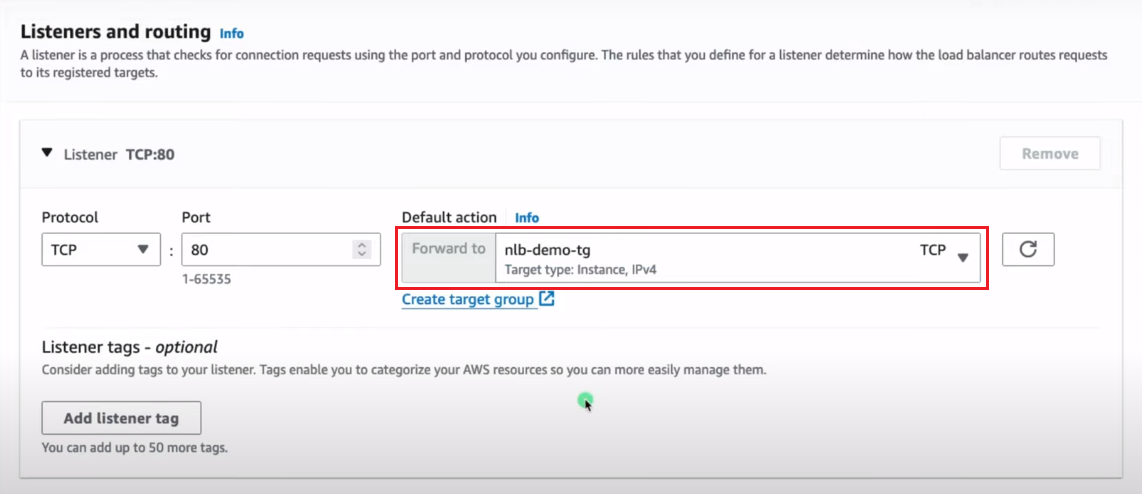 Listeners and routing Info
A listener is a process that checks for connection requests using the port and protocol you configure. The rules that you define for a listener determine how the load balancer routes requests
to its registered targets.
Listener TCP:80
Remove
Protocol
Port
Default action Info
TCP
:
80
Forward to
nlb-demo-tg
TCP
Target type: Instance, IPv4
1-65535
Create target group
Listener tags - optional
Consider adding tags to your listener. Tags enable you to categorize your AWS resources so you can more easily manage them.
Add listener tag
You can add up to 50 more tags.